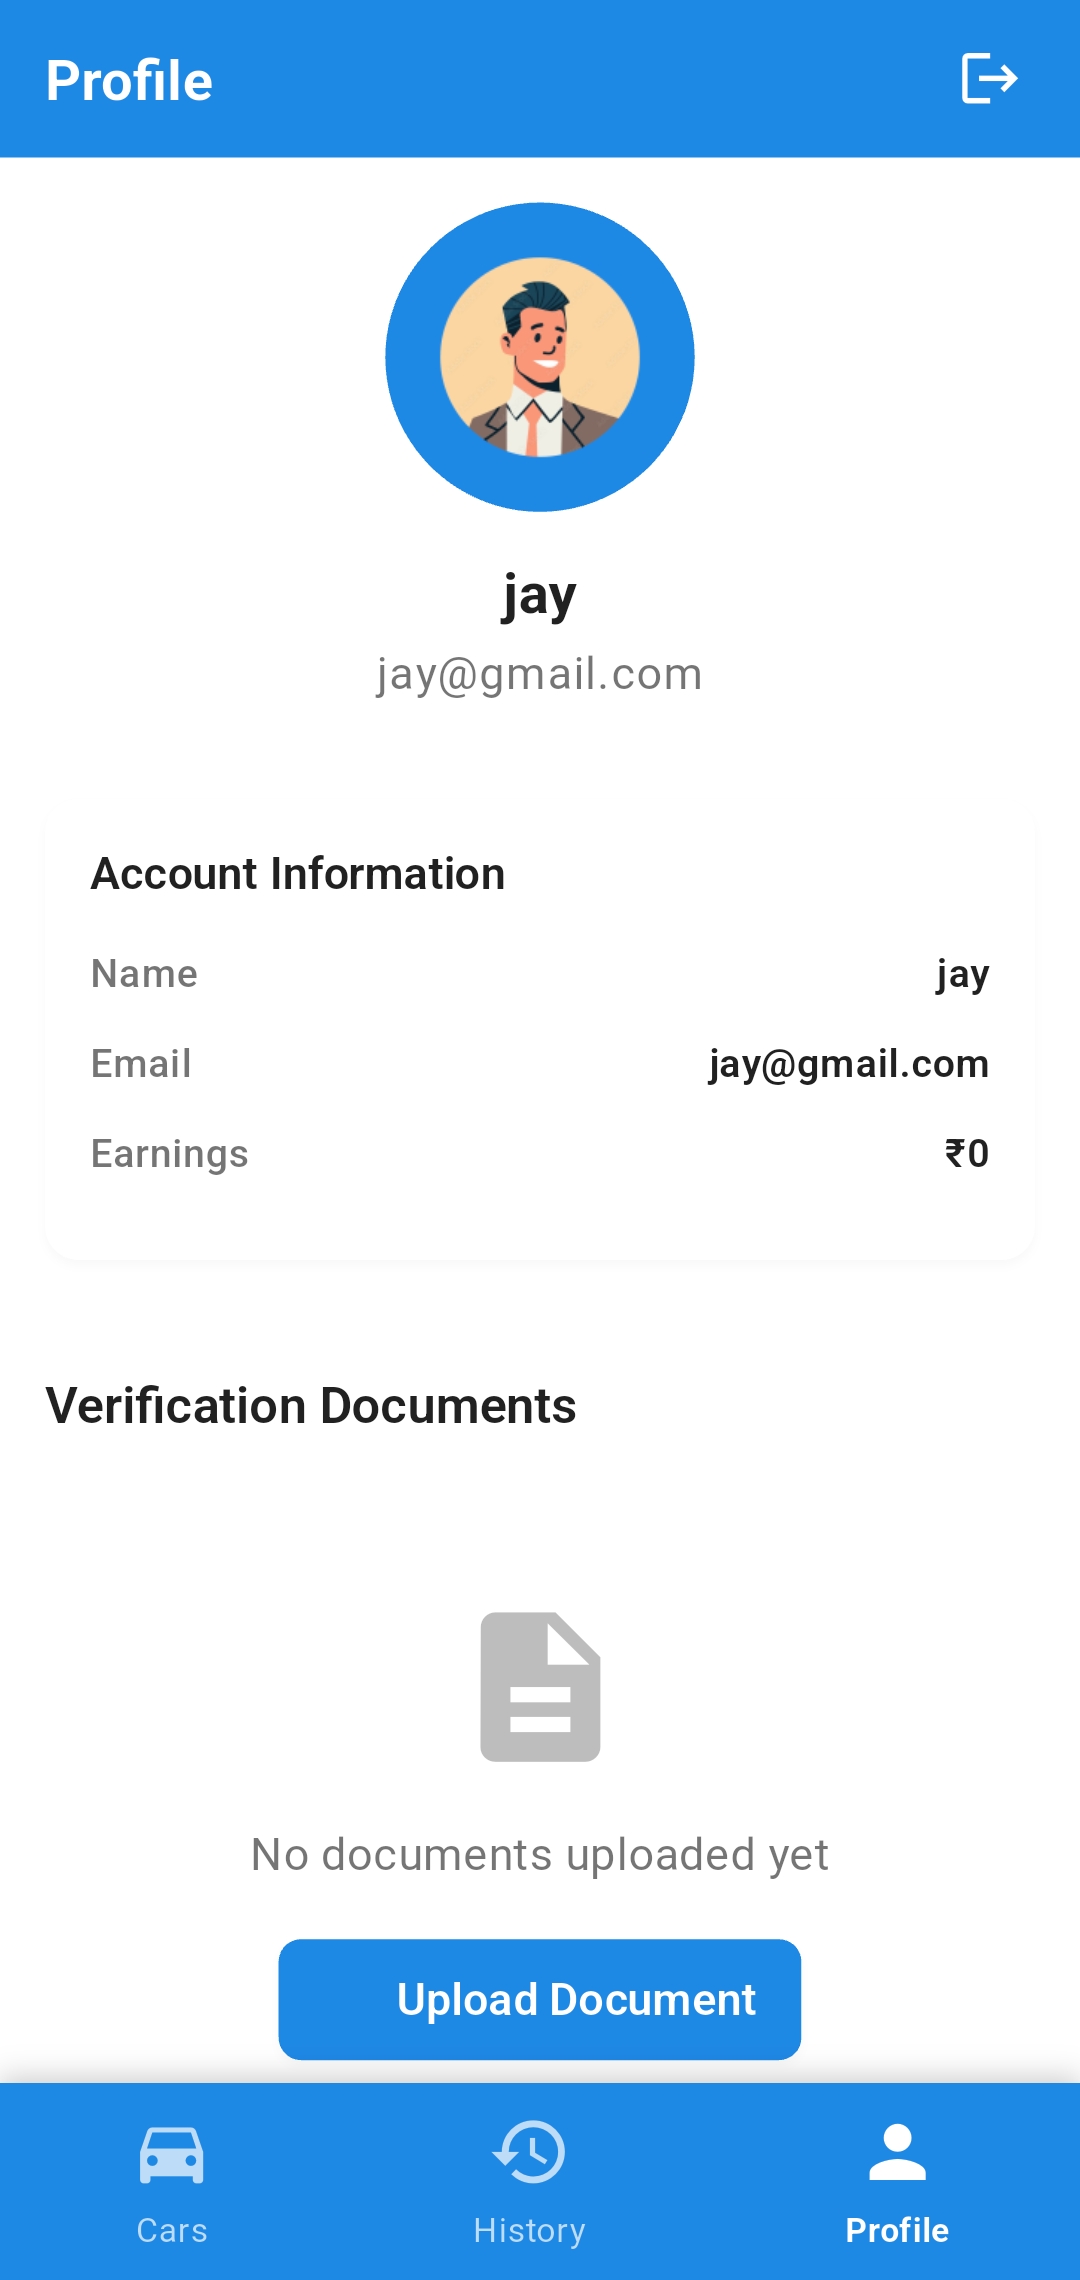 Profile
jay
jay@gmail.com
Account Information
Name jay
Email jay@gmail.com
Earnings ₹0
Verification Documents
No documents uploaded yet
Upload Document
Cars History Profile